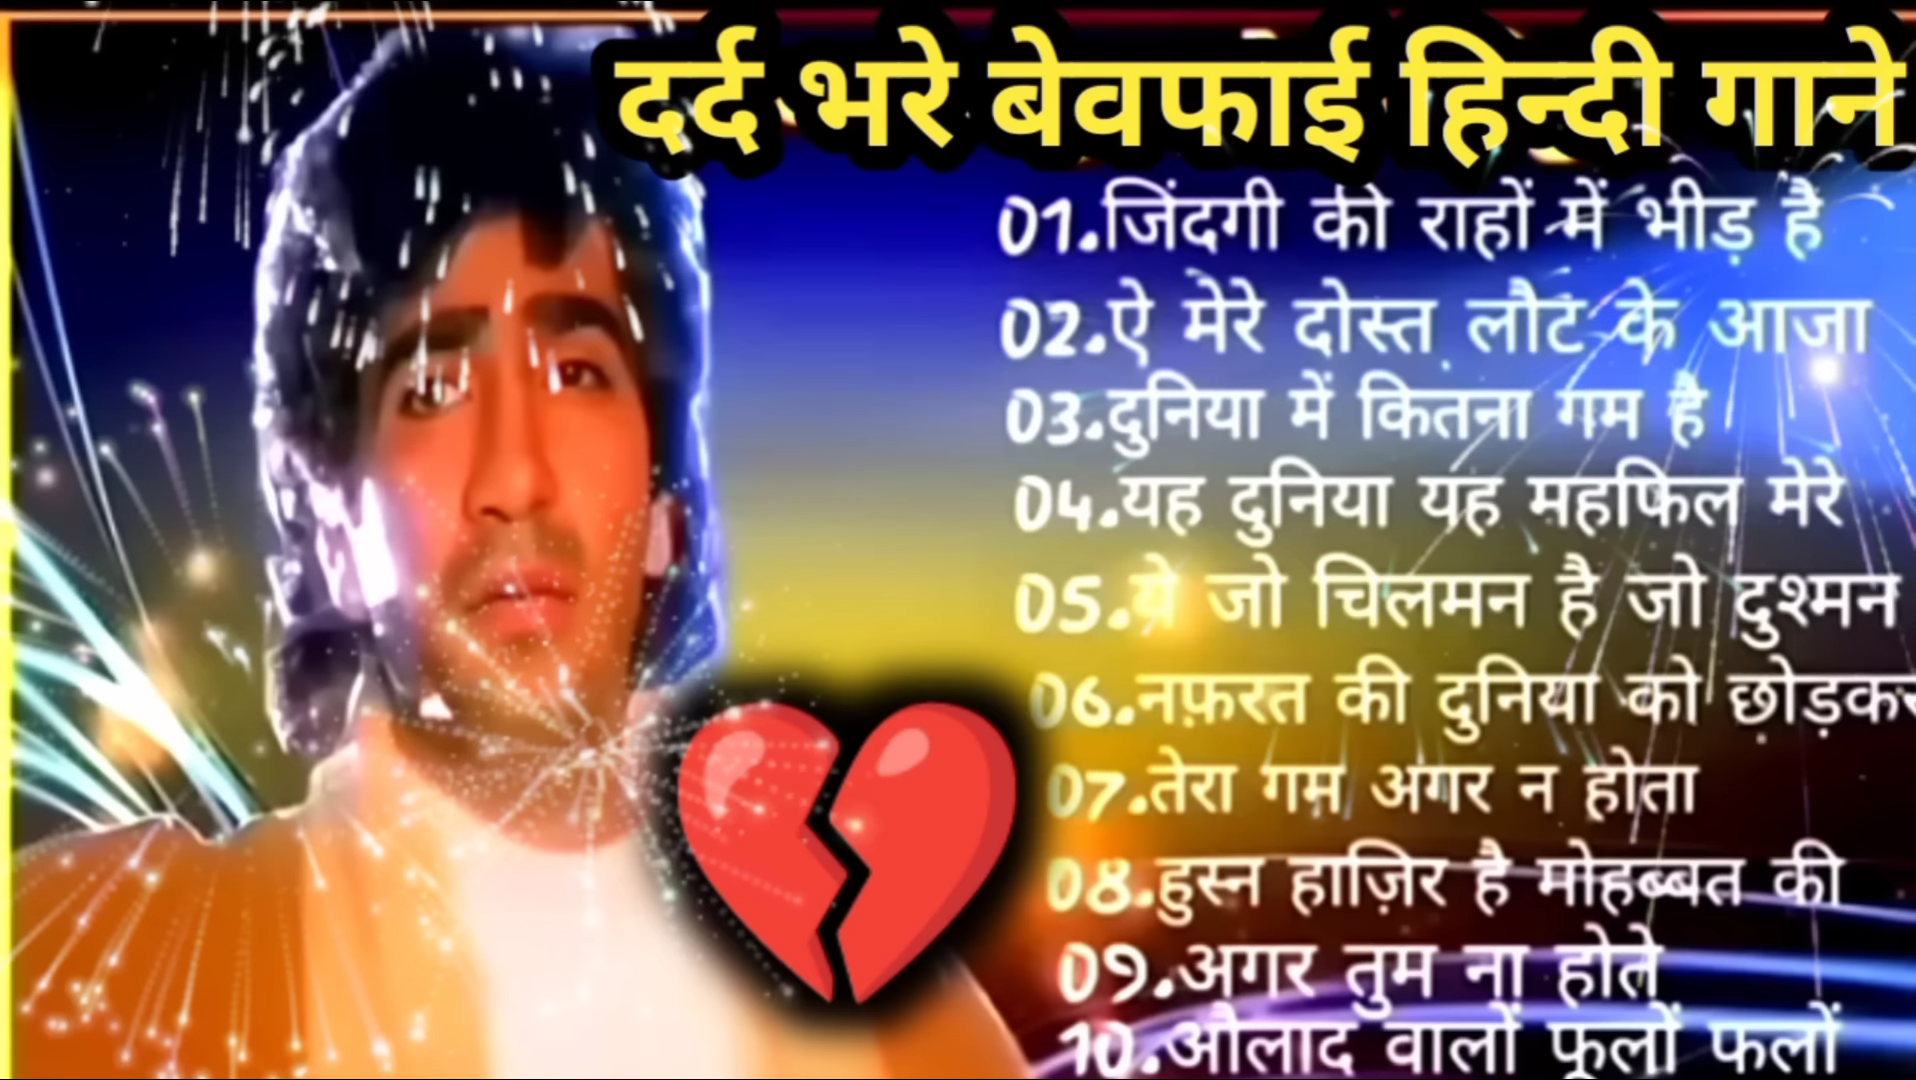 दर्द भरे बेवफाई हिन्दी गाने
01.जिंदगी की राहों में भीड़ है
02.ऐ मेरे दोस्त लौट के आजा
03.दुनिया में कितना गम है
04.यह दुनिया यह महफिल मेरे
05.ये जो चिलमन है जो दुश्मन
06.नफ़रत की दुनिया को छोड़कर
07.तेरा गम अगर न होता
08.हुस्न हाज़िर है मोहब्बत की
09.अगर तुम ना होते
10.औलाद वालों फूलों फलों